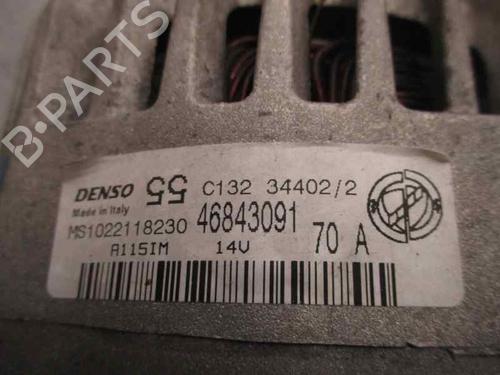 B-PARTS
DENSO 55 C132 34402/2
Made in Italy
MS1022118230 46843091 70 A
A115IM 14V